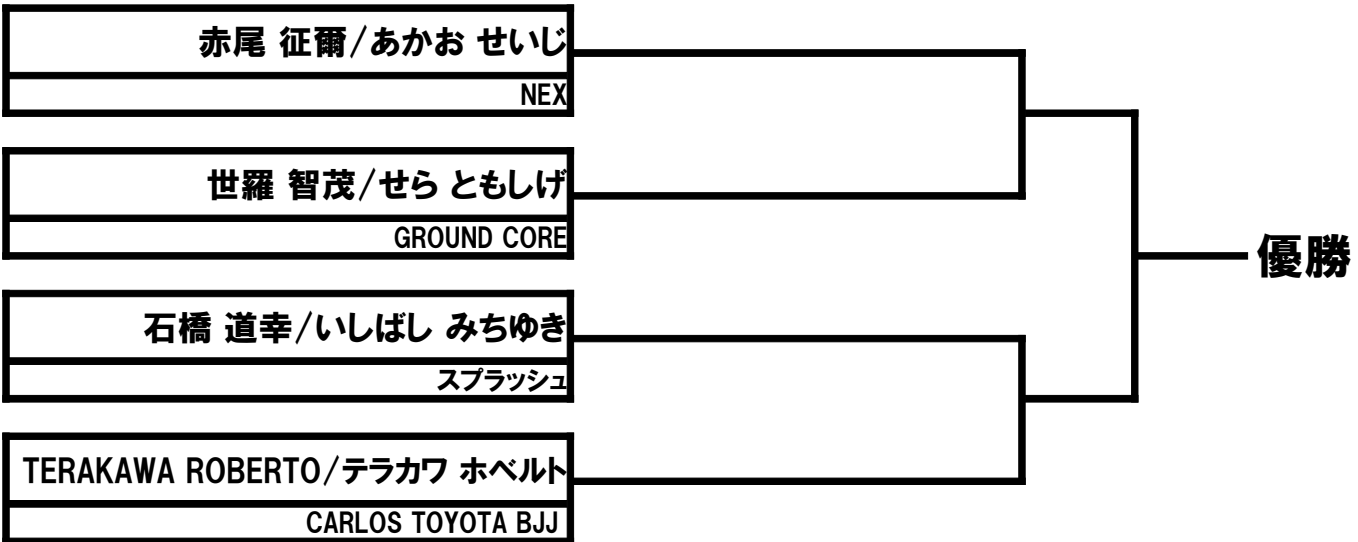 赤尾 征爾/あかお せいじ
NEX
世羅 智茂/せら ともしげ
GROUND CORE
優勝
石橋 道幸/いしばし みちゆき
スプラッシュ
TERAKAWA ROBERTO/テラカワ ホベルト
CARLOS TOYOTA BJJ